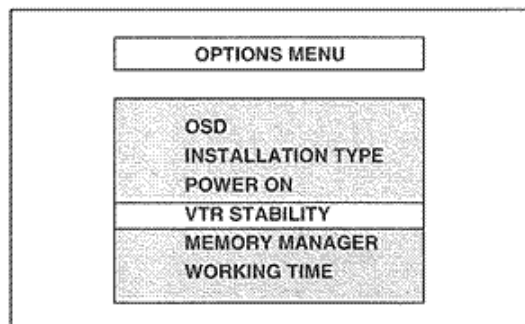 OPTIONS MENU
OSD
INSTALLATION TYPE
POWER ON
VTR STABILITY
MEMORY MANAGER
WORKING TIME